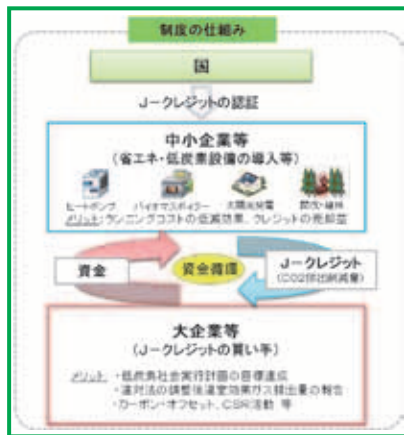 制度の仕組み
国
J-クレジットの認証
中小企業等
(省エネ・低炭素設備の導入等)
ヒートポンプ バイオマスボイラー 太陽光発電 間伐・植林
メリット:ランニングコストの低減効果、クレジットの売却益
資金
資金循環
J-クレジット
(CO2排出削減量)
大企業等
(J-クレジットの買い手)
メリット ・低炭素社会実行計画の目標達成
・温対法の調整後温室効果ガス排出量の報告
・カーボン・オフセット、CSR活動 等